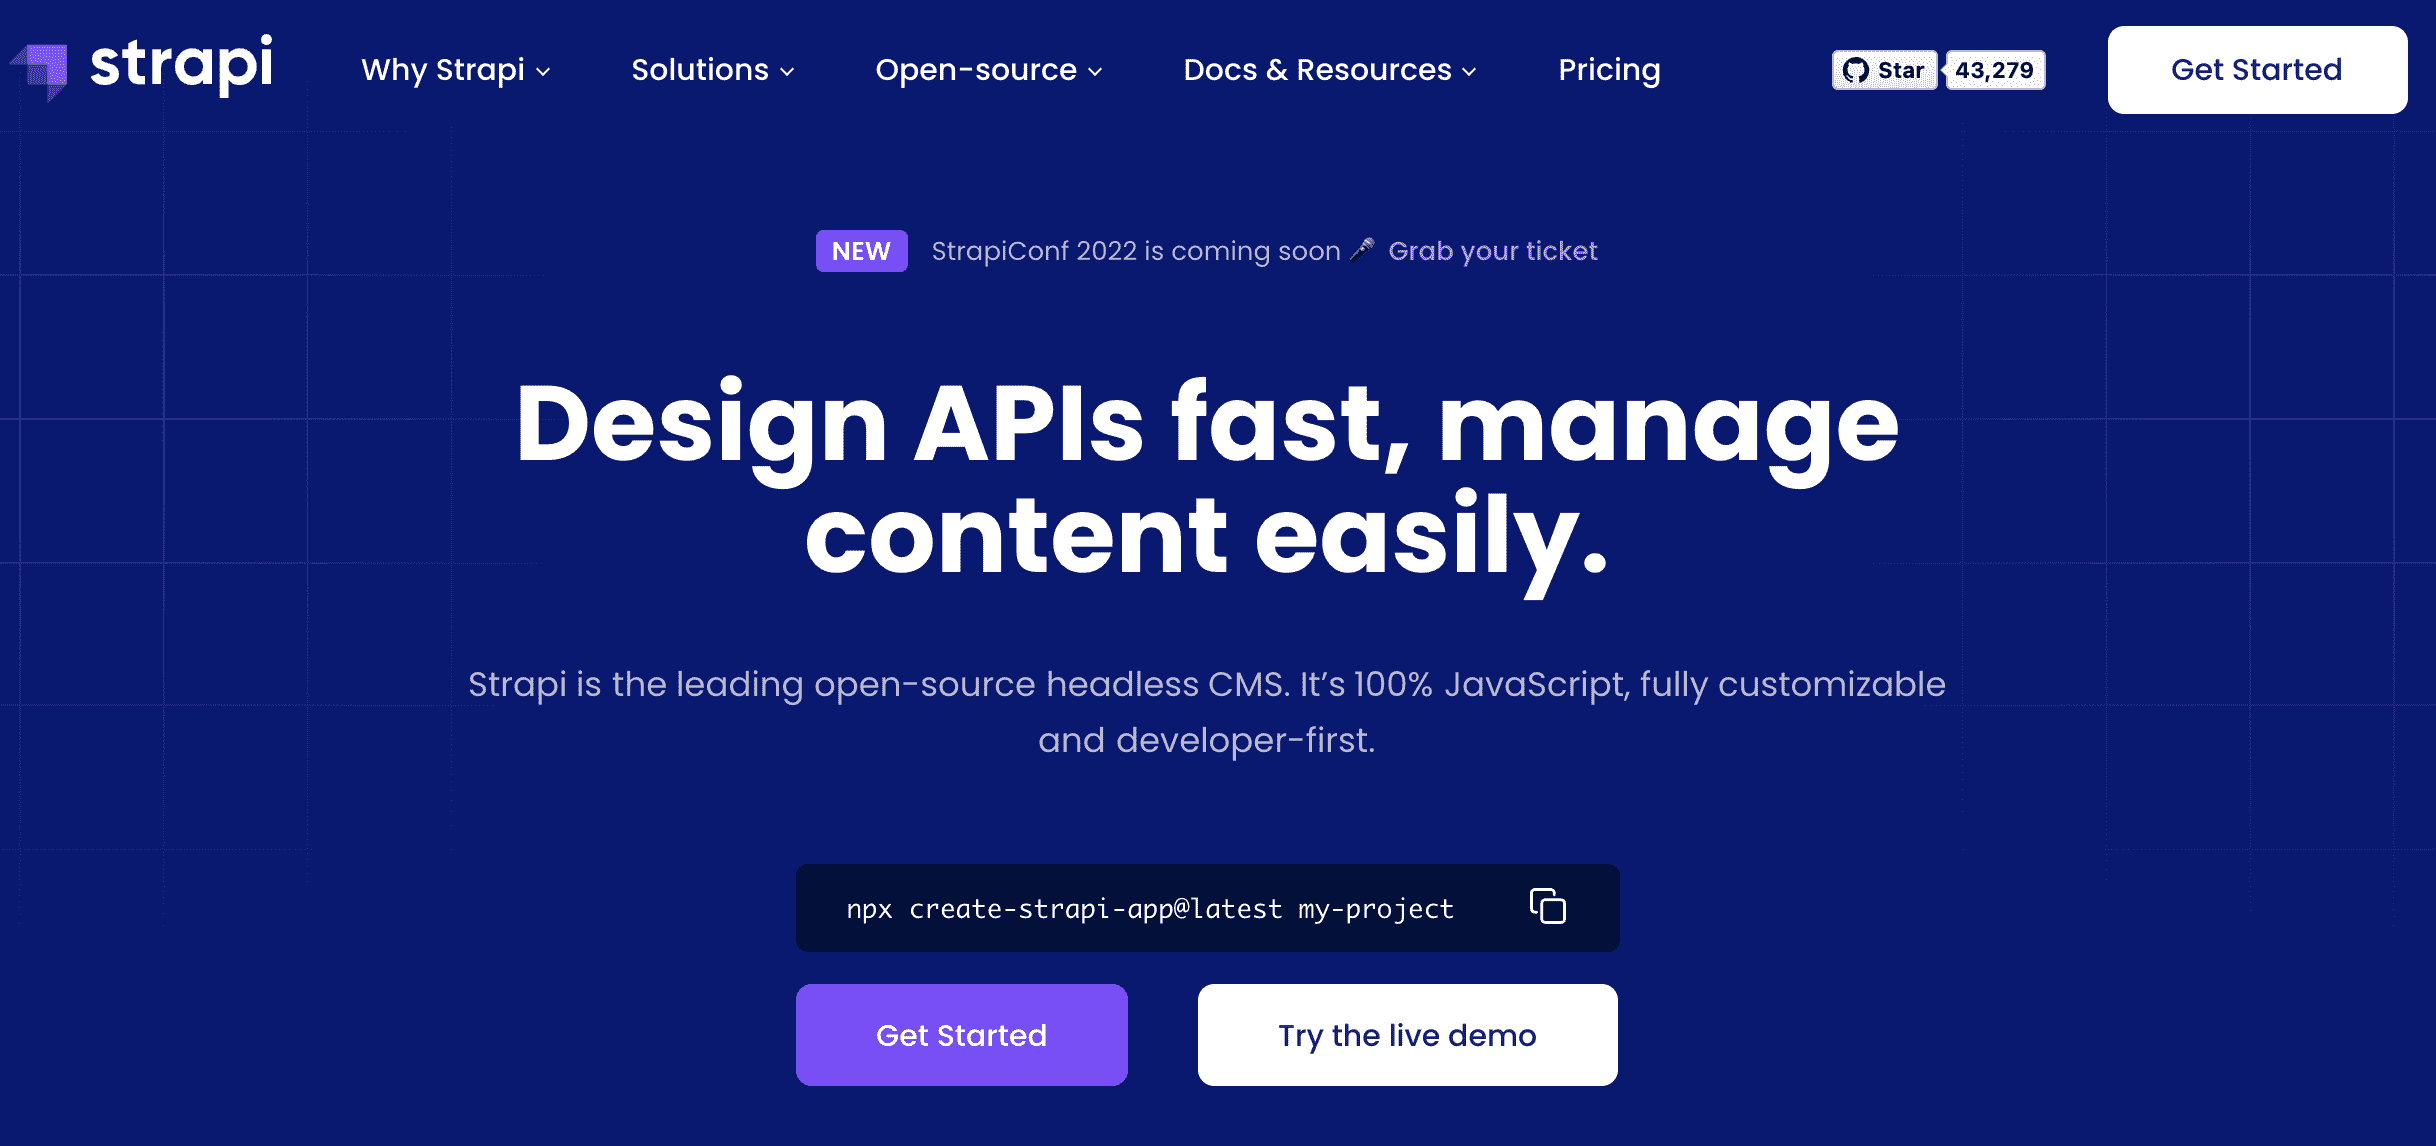 strapi
Why Strapi
Solutions
Open-source
Docs & Resources
Pricing
Star
43,279
Get Started
NEW StrapiConf 2022 is coming soon 🎤 Grab your ticket
Design APIs fast, manage
content easily.
Strapi is the leading open-source headless CMS. It’s 100% JavaScript, fully customizable
and developer-first.
npx create-strapi-app@latest my-project
Get Started
Try the live demo